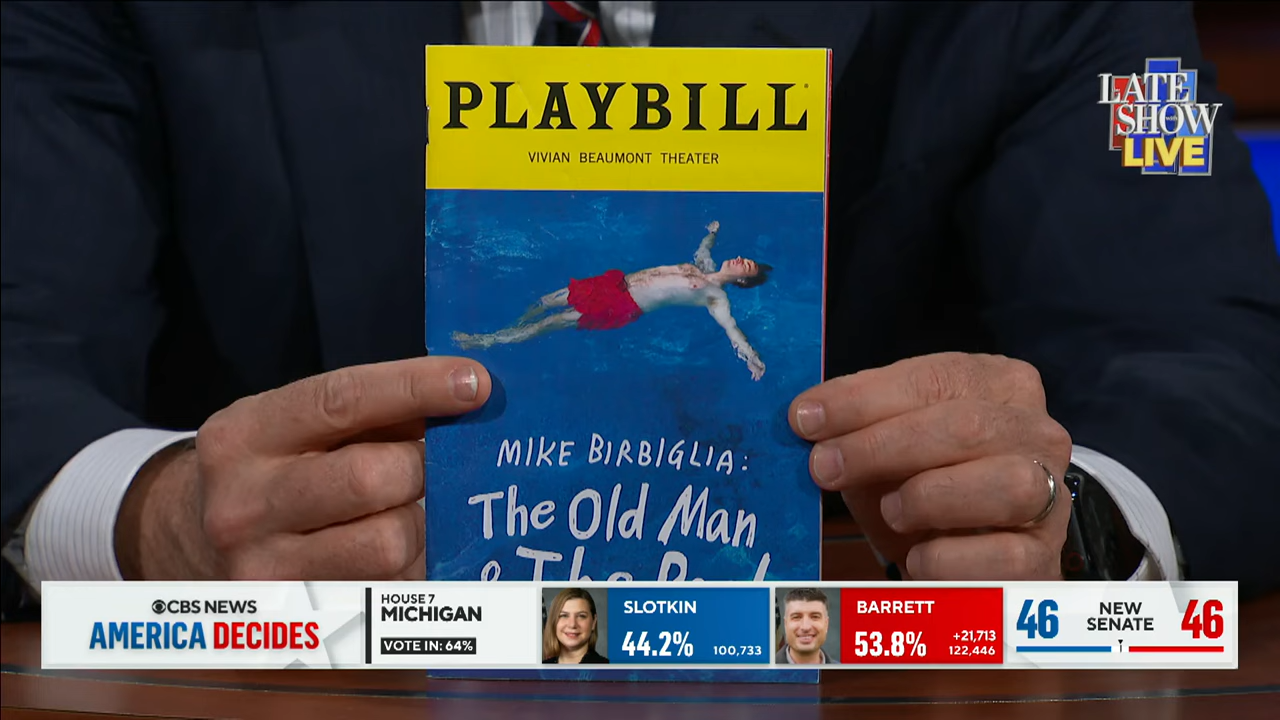 PLAYBILL
VIVIAN BEAUMONT THEATER
LATE
SHOW
LIVE
MIKE BIRBIGLIA:
The Old Man
& The Pool
CBS NEWS
AMERICA DECIDES
HOUSE 7
MICHIGAN
VOTE IN: 64%
SLOTKIN
44.2% 100,733
BARRETT
53.8% +21,713
122,446
46 NEW SENATE 46